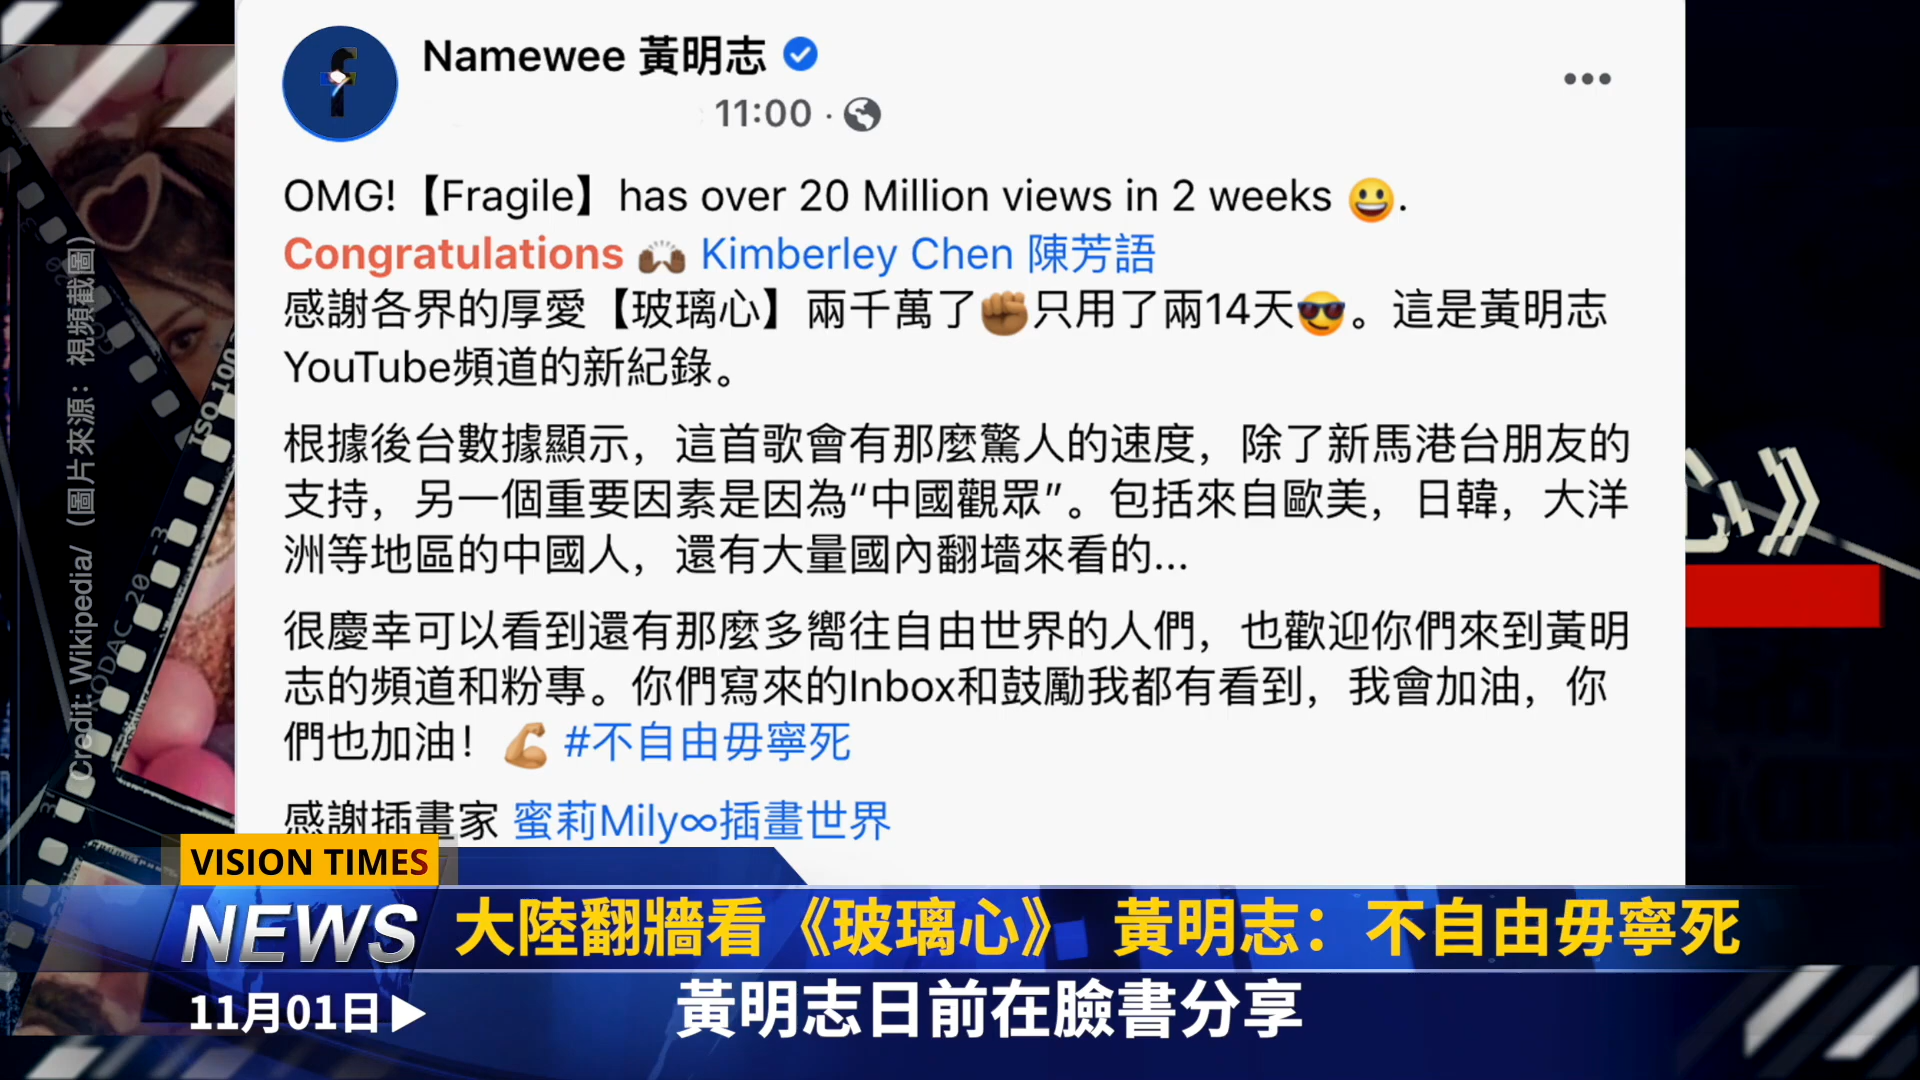 Namewee 黃明志
11:00 ·
OMG!【Fragile】has over 20 Million views in 2 weeks 😃.
Congratulations 🙌🏾 Kimberley Chen 陳芳語
感謝各界的厚愛【玻璃心】兩千萬了✊🏾只用了兩14天😎。這是黃明志
YouTube頻道的新紀錄。
根據後台數據顯示，這首歌會有那麼驚人的速度，除了新馬港台朋友的
支持，另一個重要因素是因為“中國觀眾”。包括來自歐美，日韓，大洋
洲等地區的中國人，還有大量國內翻墻來看的...
很慶幸可以看到還有那麼多嚮往自由世界的人們，也歡迎你們來到黃明
志的頻道和粉專。你們寫來的Inbox和鼓勵我都有看到，我會加油，你
們也加油！💪🏼 #不自由毋寧死
感謝插畫家 蜜莉Mily∞插畫世界
Credit: Wikipedia/（圖片來源：視頻截圖）
ISO 100
KODAC 20-3
》
VISION TIMES
NEWS
大陸翻牆看《玻璃心》 黃明志：不自由毋寧死
11月01日▶
黃明志日前在臉書分享